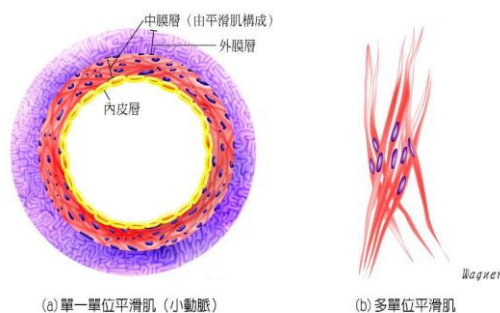 中膜層（由平滑肌構成）
外膜層
內皮層
Wagner
(a) 單一單位平滑肌（小動脈）
(b) 多單位平滑肌